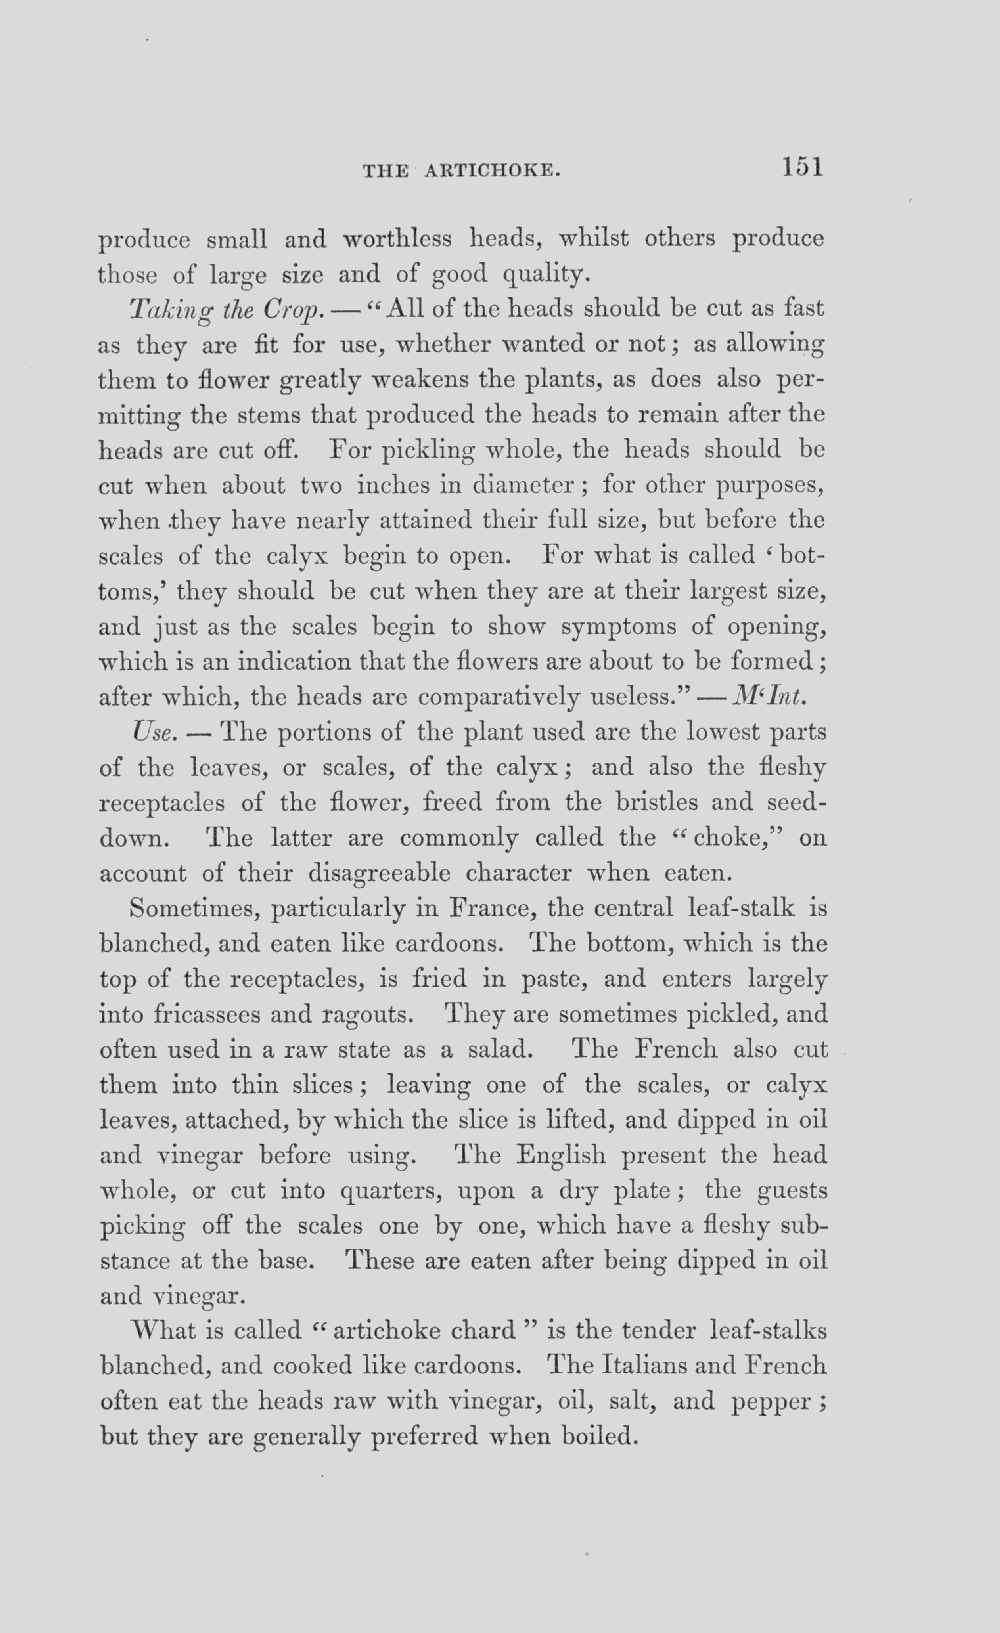 THE ARTICHOKE. 151
produce small and worthless heads, whilst others produce
those of large size and of good quality.
Taking the Crop. — “All of the heads should be cut as fast
as they are fit for use, whether wanted or not; as allowing
them to flower greatly weakens the plants, as does also per-
mitting the stems that produced the heads to remain after the
heads are cut off. For pickling whole, the heads should be
cut when about two inches in diameter; for other purposes,
when they have nearly attained their full size, but before the
scales of the calyx begin to open. For what is called ‘bot-
toms,’ they should be cut when they are at their largest size,
and just as the scales begin to show symptoms of opening,
which is an indication that the flowers are about to be formed;
after which, the heads are comparatively useless.” — M‘Int.
Use. — The portions of the plant used are the lowest parts
of the leaves, or scales, of the calyx; and also the fleshy
receptacles of the flower, freed from the bristles and seed-
down. The latter are commonly called the “choke,” on
account of their disagreeable character when eaten.
Sometimes, particularly in France, the central leaf-stalk is
blanched, and eaten like cardoons. The bottom, which is the
top of the receptacles, is fried in paste, and enters largely
into fricassees and ragouts. They are sometimes pickled, and
often used in a raw state as a salad. The French also cut
them into thin slices; leaving one of the scales, or calyx
leaves, attached, by which the slice is lifted, and dipped in oil
and vinegar before using. The English present the head
whole, or cut into quarters, upon a dry plate; the guests
picking off the scales one by one, which have a fleshy sub-
stance at the base. These are eaten after being dipped in oil
and vinegar.
What is called “artichoke chard” is the tender leaf-stalks
blanched, and cooked like cardoons. The Italians and French
often eat the heads raw with vinegar, oil, salt, and pepper;
but they are generally preferred when boiled.